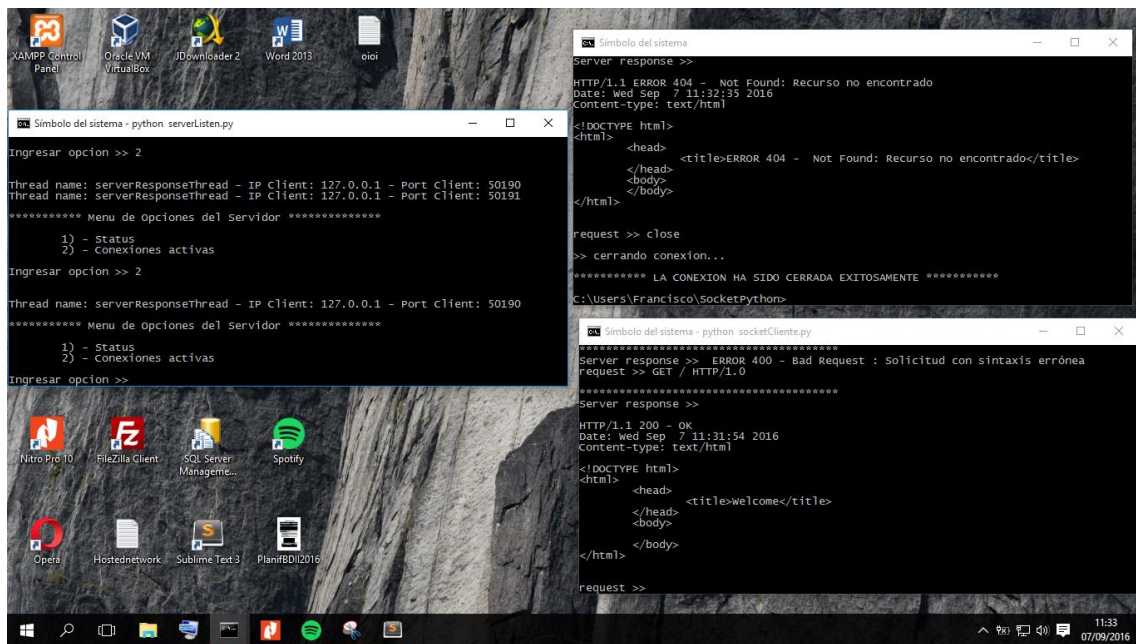 XAMPP Control Panel
Oracle VM VirtualBox
JDownloader 2
Word 2013
oioi
Símbolo del sistema - python  serverListen.py
Ingresar opcion >> 2
Thread name: serverResponseThread - IP Client: 127.0.0.1 - Port Client: 50190
Thread name: serverResponseThread - IP Client: 127.0.0.1 - Port Client: 50191
*********** Menu de Opciones del Servidor **************
1) - Status
2) - Conexiones activas
Ingresar opcion >> 2
Thread name: serverResponseThread - IP Client: 127.0.0.1 - Port Client: 50190
*********** Menu de Opciones del Servidor **************
1) - Status
2) - Conexiones activas
Ingresar opcion >>
Símbolo del sistema
Server response >>
HTTP/1.1 ERROR 404 -  Not Found: Recurso no encontrado
Date: Wed Sep  7 11:32:35 2016
Content-type: text/html
<!DOCTYPE html>
<html>
<head>
<title>ERROR 404 -  Not Found: Recurso no encontrado</title>
</head>
<body>
</body>
</html>
request >> close
>> cerrando conexion...
*********** LA CONEXION HA SIDO CERRADA EXITOSAMENTE ***********
C:\Users\Francisco\SocketPython>
Símbolo del sistema - python  socketCliente.py
***************************************
Server response >>  ERROR 400 - Bad Request : Solicitud con sintaxis errónea
request >> GET / HTTP/1.0
***************************************
Server response >>
HTTP/1.1 200 - OK
Date: Wed Sep  7 11:31:54 2016
Content-type: text/html
<!DOCTYPE html>
<html>
<head>
<title>Welcome</title>
</head>
<body>
</body>
</html>
request >>
Nitro Pro 10
FileZilla Client
SQL Server Manageme...
Spotify
Opera
Hostednetwork
Sublime Text 3
PlanifBDII2016
11:33
07/09/2016